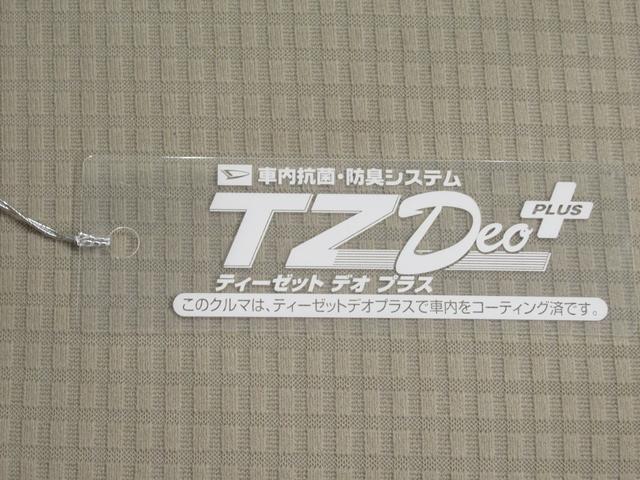 車内抗菌・防臭システム
TZ Deo PLUS
ティーゼット デオ プラス
このクルマは、ティーゼットデオプラスで車内をコーティング済です。